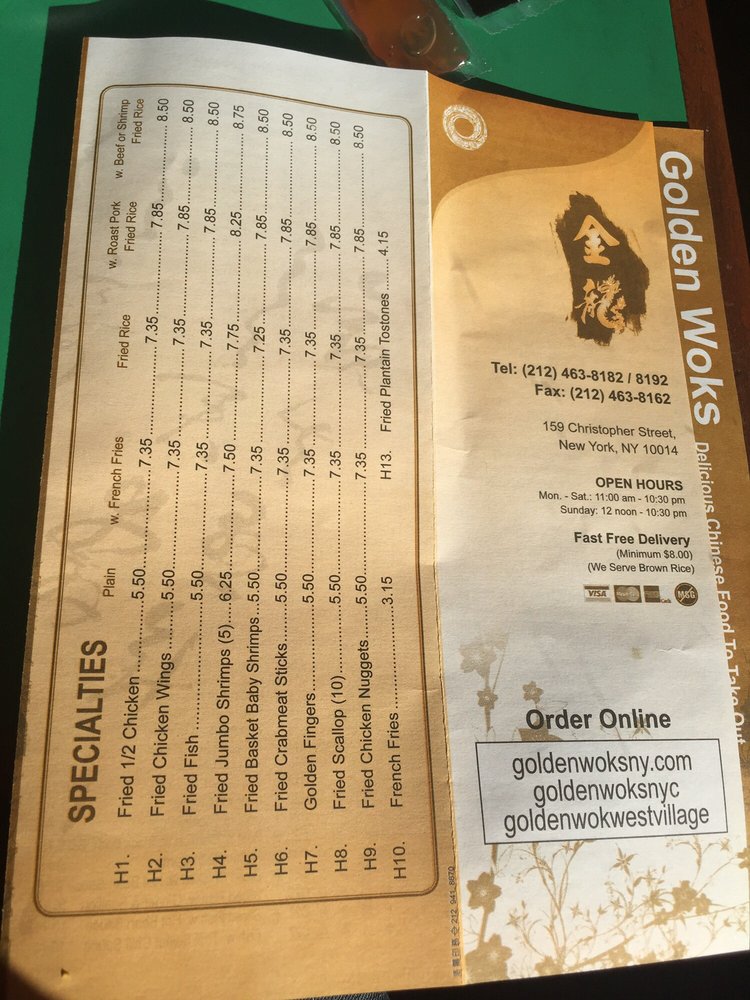 SPECIALTIES
Plain w. French Fries Fried Rice w. Roast Pork Fried Rice w. Beef or Shrimp Fried Rice
H1. Fried 1/2 Chicken 5.50 7.35 7.35 7.85 8.50
H2. Fried Chicken Wings 5.50 7.35 7.35 7.85 8.50
H3. Fried Fish 5.50 7.35 7.35 7.85 8.50
H4. Fried Jumbo Shrimps (5) 6.25 7.50 7.75 8.25 8.75
H5. Fried Basket Baby Shrimps 5.50 7.35 7.25 7.85 8.50
H6. Fried Crabmeat Sticks 5.50 7.35 7.35 7.85 8.50
H7. Golden Fingers 5.50 7.35 7.35 7.85 8.50
H8. Fried Scallop (10) 5.50 7.35 7.35 7.85 8.50
H9. Fried Chicken Nuggets 5.50 7.35 7.35 7.85 8.50
H10. French Fries 3.15 H13. Fried Plantain Tostones 4.15
Golden Woks Delicious Chinese Food To Take Out
金龍
Tel: (212) 463-8182 / 8192
Fax: (212) 463-8162
159 Christopher Street,
New York, NY 10014
OPEN HOURS
Mon. - Sat.: 11:00 am - 10:30 pm
Sunday: 12 noon - 10:30 pm
Fast Free Delivery
(Minimum $8.00)
(We Serve Brown Rice)
VISA MSG
Order Online
goldenwoksny.com
goldenwoksnyc
goldenwokwestvillage